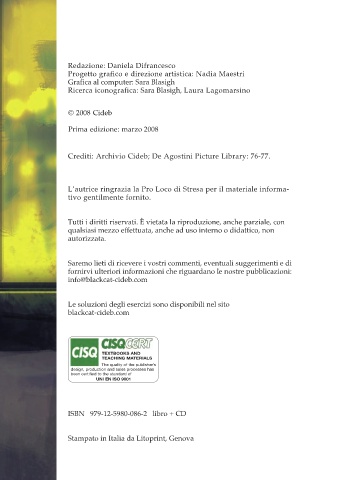 Redazione: Daniela Difrancesco
Progetto grafico e direzione artistica: Nadia Maestri
Grafica al computer: Sara Blasigh
Ricerca iconografica: Sara Blasigh, Laura Lagomarsino
© 2008 Cideb
Prima edizione: marzo 2008
Crediti: Archivio Cideb; De Agostini Picture Library: 76-77.
L'autrice ringrazia la Pro Loco di Stresa per il materiale informa-
tivo gentilmente fornito.
Tutti i diritti riservati. È vietata la riproduzione, anche parziale, con
qualsiasi mezzo effettuata, anche ad uso interno o didattico, non
autorizzata.
Saremo lieti di ricevere i vostri commenti, eventuali suggerimenti e di
fornirvi ulteriori informazioni che riguardano le nostre pubblicazioni:
info@blackcat-cideb.com
Le soluzioni degli esercizi sono disponibili nel sito
blackcat-cideb.com
CISQ CISQCERT
TEXTBOOKS AND
TEACHING MATERIALS
The quality of the publisher's
design, production and sales processes has
been certified to the standard of
UNI EN ISO 9001
ISBN 979-12-5980-086-2 libro + CD
Stampato in Italia da Litoprint, Genova